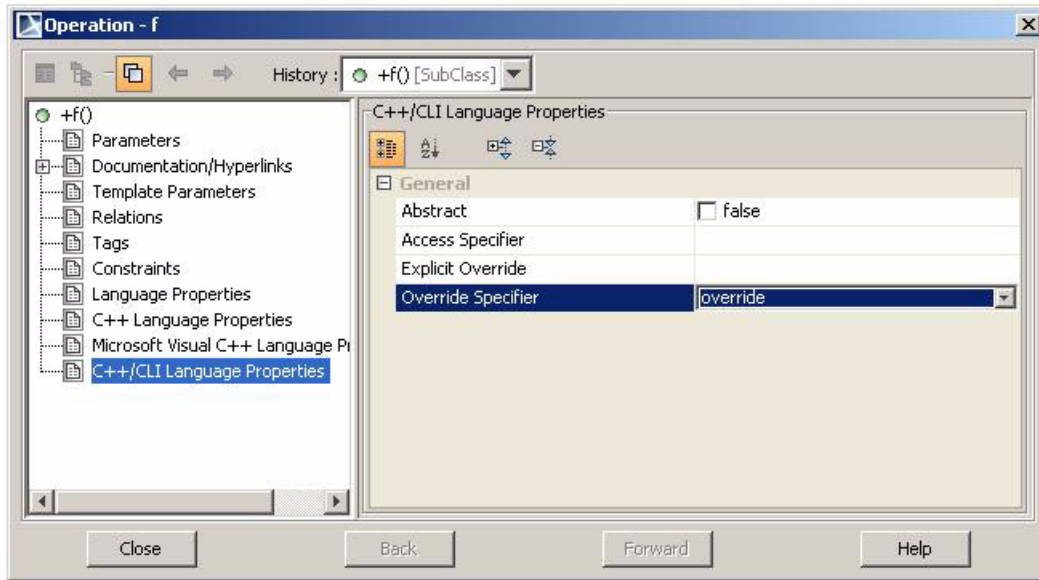 Operation - f
History : +f() [SubClass]
+f()
Parameters
Documentation/Hyperlinks
Template Parameters
Relations
Tags
Constraints
Language Properties
C++ Language Properties
Microsoft Visual C++ Language
C++/CLI Language Properties
C++/CLI Language Properties
General
Abstract false
Access Specifier
Explicit Override
Override Specifier override
Close Back Forward Help